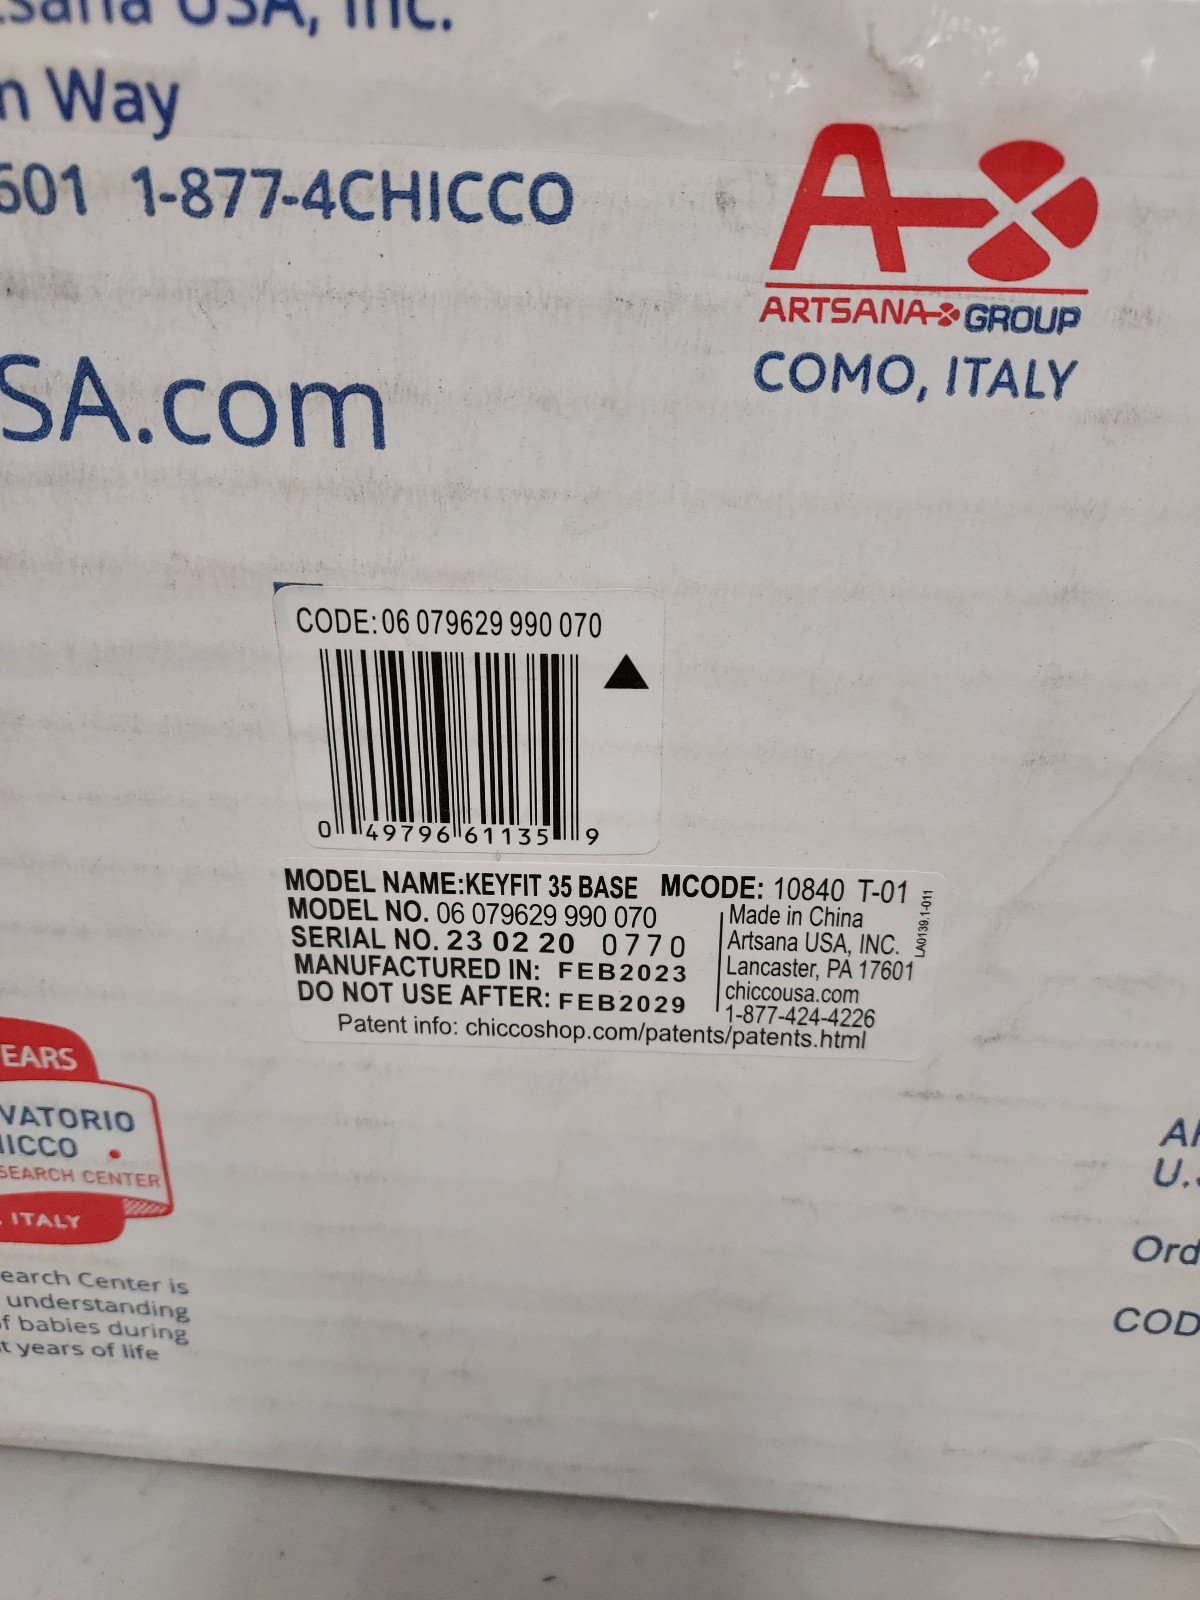 USA, Inc.
Way
1-877-4CHICCO
A
ARTSANA GROUP
COMO, ITALY
SA.com
CODE: 06 079629 990 070
0 49796 61135 9
MODEL NAME:KEYFIT 35 BASE MCODE: 10840 T-01
MODEL NO. 06 079629 990 070
SERIAL NO. 23 02 20 0770
MANUFACTURED IN: FEB2023
DO NOT USE AFTER: FEB2029
Made in China
Artsana USA, INC.
Lancaster, PA 17601
chiccousa.com
1-877-424-4226
LA0139.1-011
Patent info: chiccoshop.com/patents/patents.html
EARS
VATORIO
HICCO
SEARCH CENTER
ITALY
earch Center is
understanding
of babies during
t years of life
U.S
Ord
COD